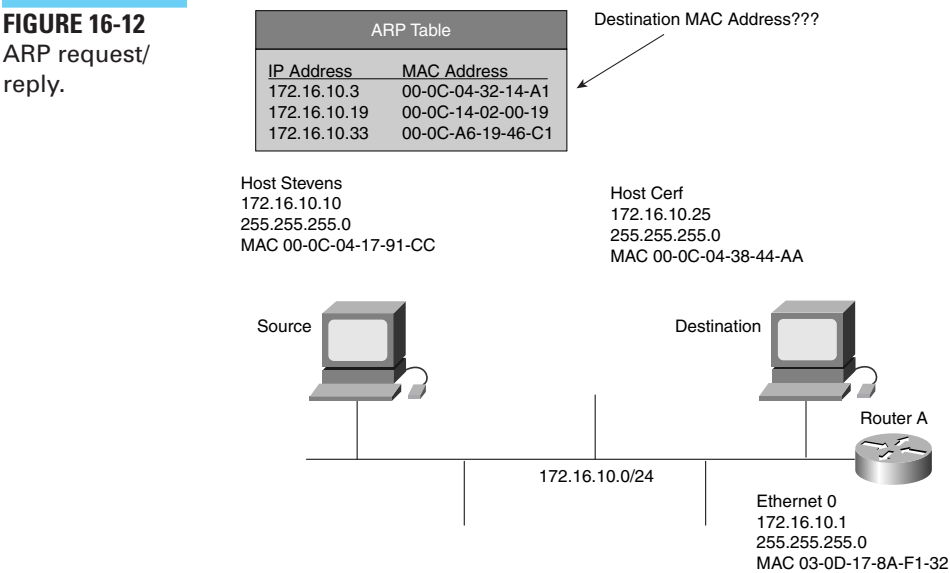 FIGURE 16-12
ARP request/
reply.
ARP Table
IP Address MAC Address
172.16.10.3 00-0C-04-32-14-A1
172.16.10.19 00-0C-14-02-00-19
172.16.10.33 00-0C-A6-19-46-C1
Destination MAC Address???
Host Stevens
172.16.10.10
255.255.255.0
MAC 00-0C-04-17-91-CC
Host Cerf
172.16.10.25
255.255.255.0
MAC 00-0C-04-38-44-AA
Source
Destination
Router A
172.16.10.0/24
Ethernet 0
172.16.10.1
255.255.255.0
MAC 03-0D-17-8A-F1-32